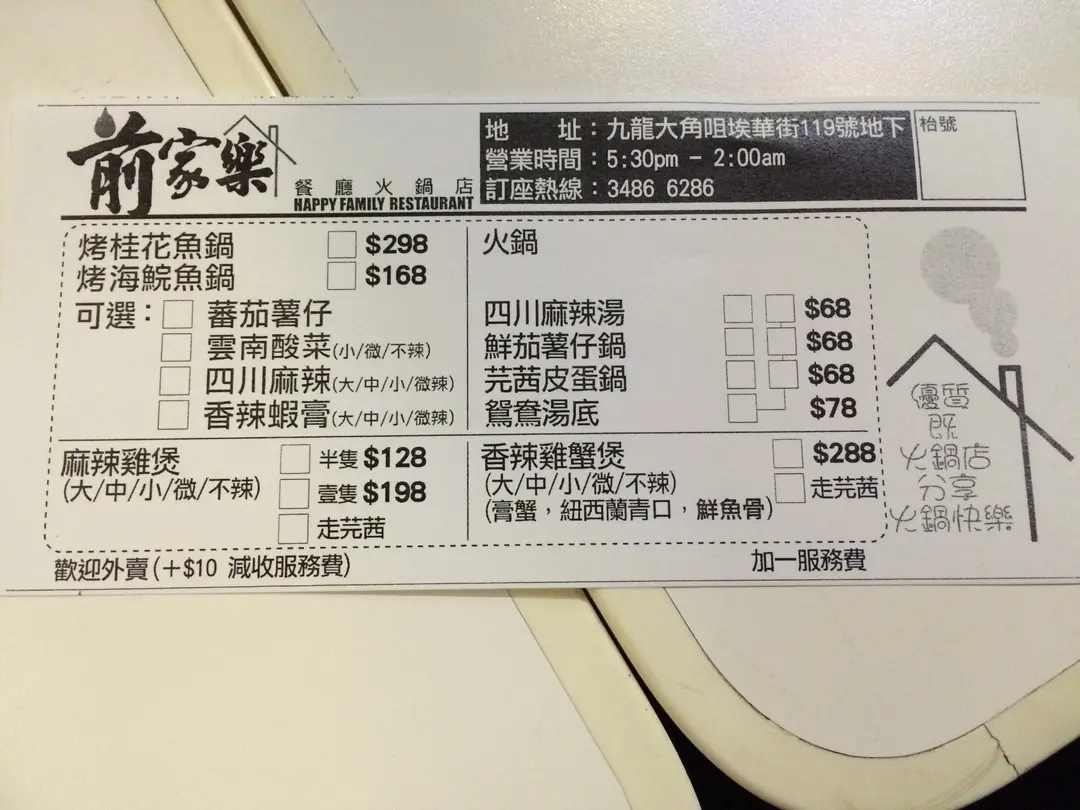 前家樂
餐廳火鍋店
HAPPY FAMILY RESTAURANT
地 址：九龍大角咀埃華街119號地下
營業時間：5:30pm - 2:00am
訂座熱線：3486 6286
枱號
烤桂花魚鍋 $298
烤海鯇魚鍋 $168
可選： 蕃茄薯仔
雲南酸菜(小/微/不辣)
四川麻辣(大/中/小/微辣)
香辣蝦膏(大/中/小/微辣)
火鍋
四川麻辣湯 $68
鮮茄薯仔鍋 $68
芫茜皮蛋鍋 $68
鴛鴦湯底 $78
麻辣雞煲 半隻 $128
(大/中/小/微/不辣) 壹隻 $198
走芫茜
香辣雞蟹煲 $288
(大/中/小/微/不辣) 走芫茜
(膏蟹，紐西蘭青口，鮮魚骨)
歡迎外賣(+$10 減收服務費)
加一服務費
優質
既
火鍋店
分享
火鍋快樂